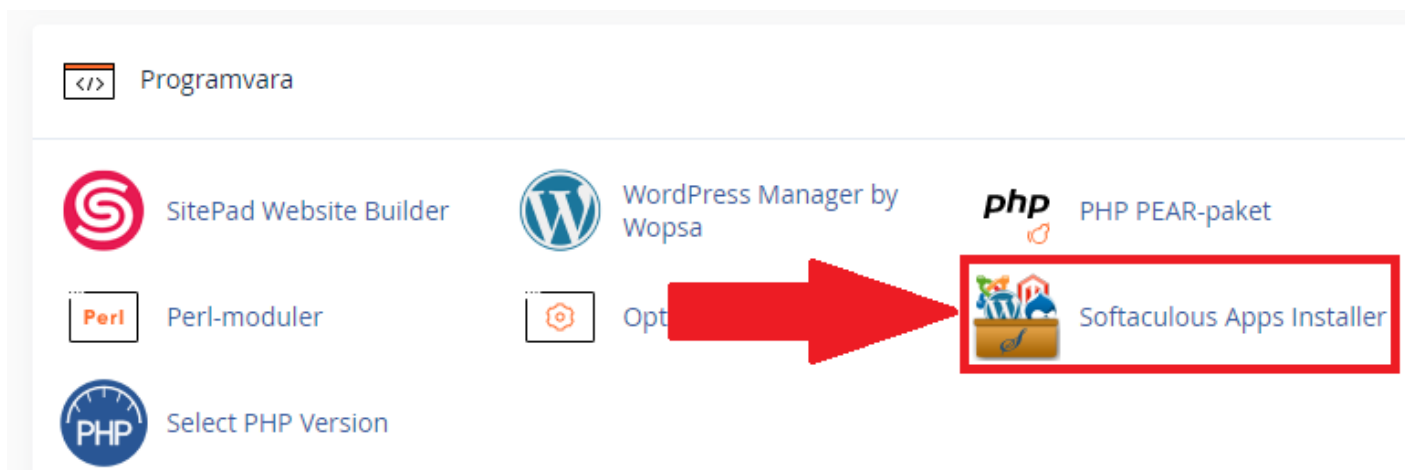 </> Programvara
SitePad Website Builder
WordPress Manager by
Wopsa
php PHP PEAR-paket
Perl Perl-moduler
Softaculous Apps Installer
PHP Select PHP Version